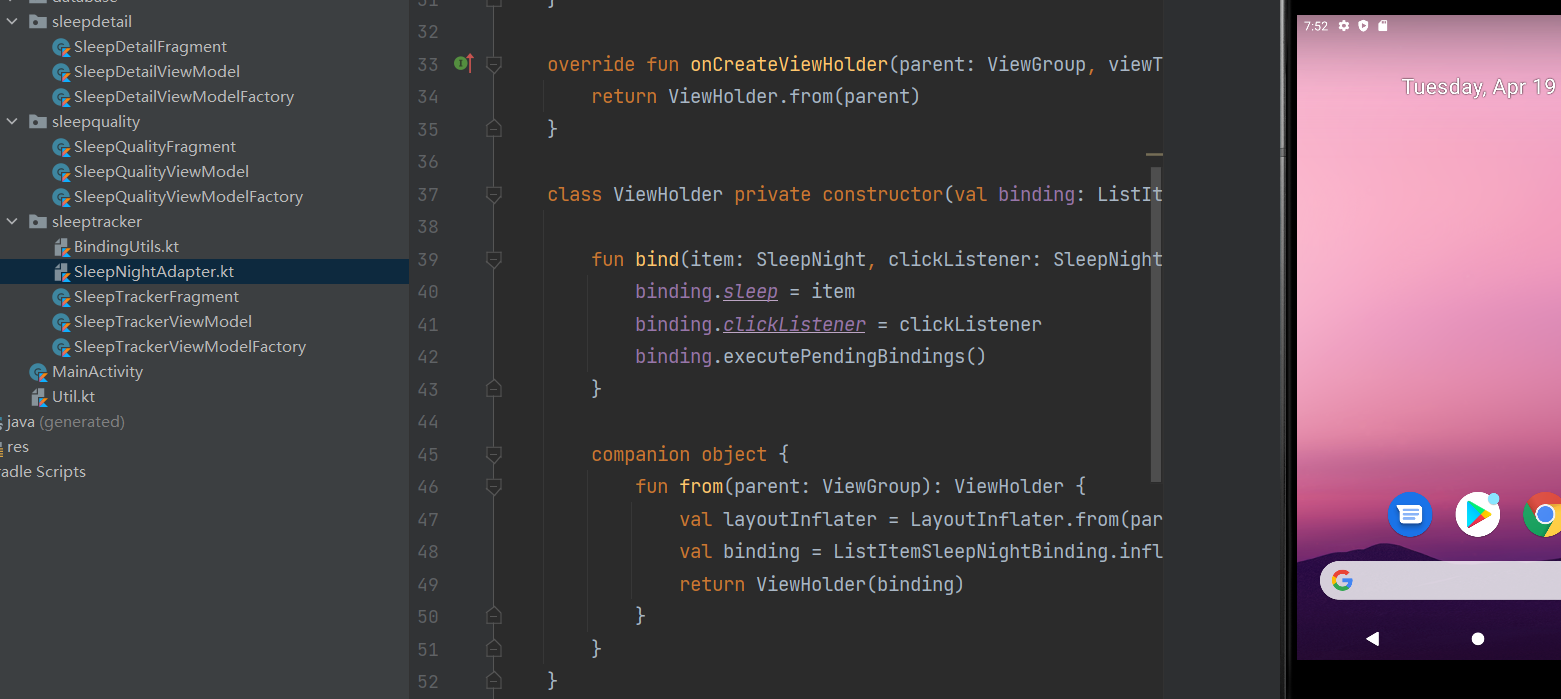 database
sleepdetail
SleepDetailFragment
SleepDetailViewModel
SleepDetailViewModelFactory
sleepquality
SleepQualityFragment
SleepQualityViewModel
SleepQualityViewModelFactory
sleeptracker
BindingUtils.kt
SleepNightAdapter.kt
SleepTrackerFragment
SleepTrackerViewModel
SleepTrackerViewModelFactory
MainActivity
Util.kt
java (generated)
res
adle Scripts
31 }
32
33 override fun onCreateViewHolder(parent: ViewGroup, viewT
34 return ViewHolder.from(parent)
35 }
36
37 class ViewHolder private constructor(val binding: ListIt
38
39 fun bind(item: SleepNight, clickListener: SleepNight
40 binding.sleep = item
41 binding.clickListener = clickListener
42 binding.executePendingBindings()
43 }
44
45 companion object {
46 fun from(parent: ViewGroup): ViewHolder {
47 val layoutInflater = LayoutInflater.from(par
48 val binding = ListItemSleepNightBinding.infl
49 return ViewHolder(binding)
50 }
51 }
52 }
7:52
Tuesday, Apr 19